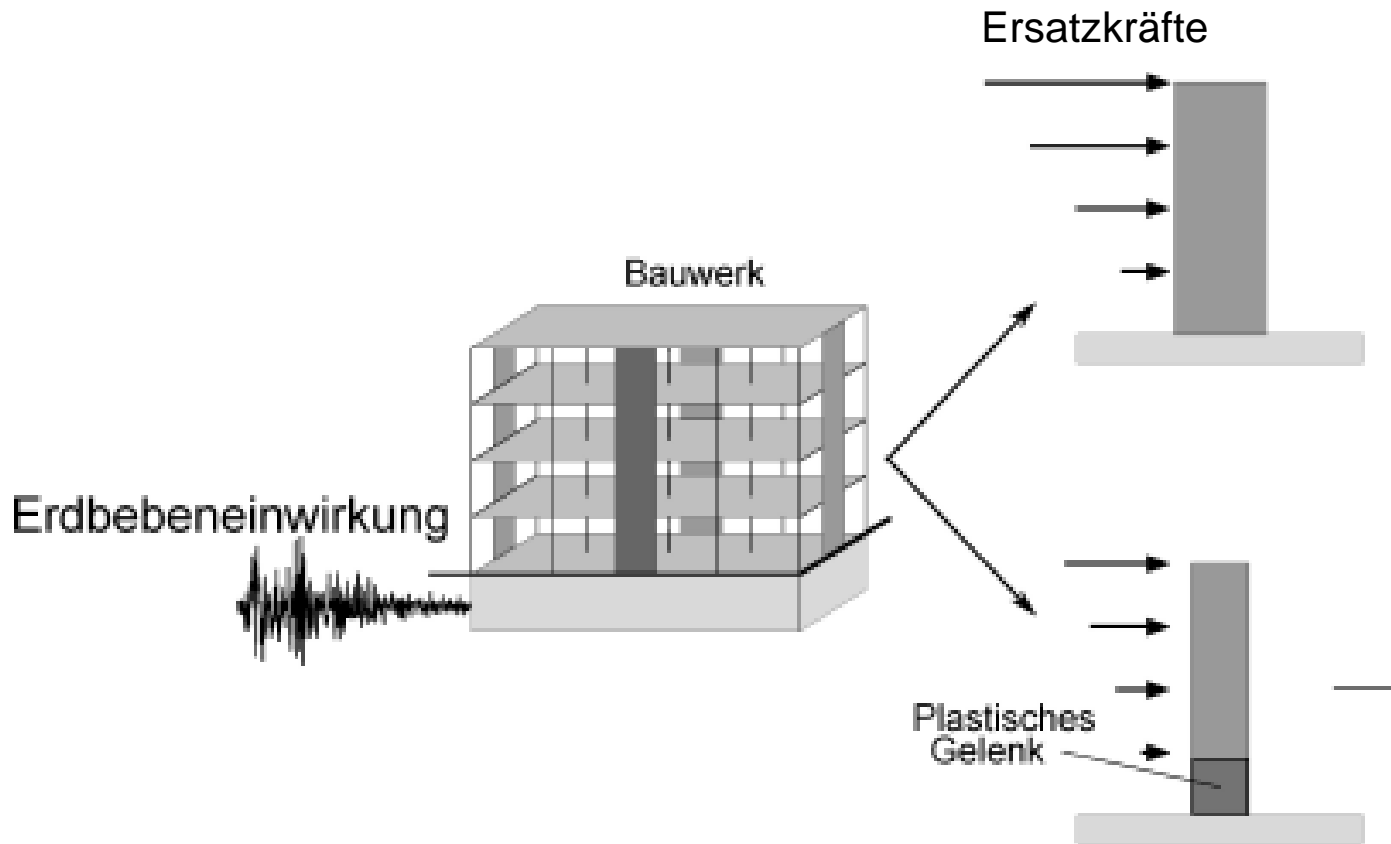 Ersatzkräfte
Bauwerk
Erdbebeneinwirkung
Plastisches
Gelenk